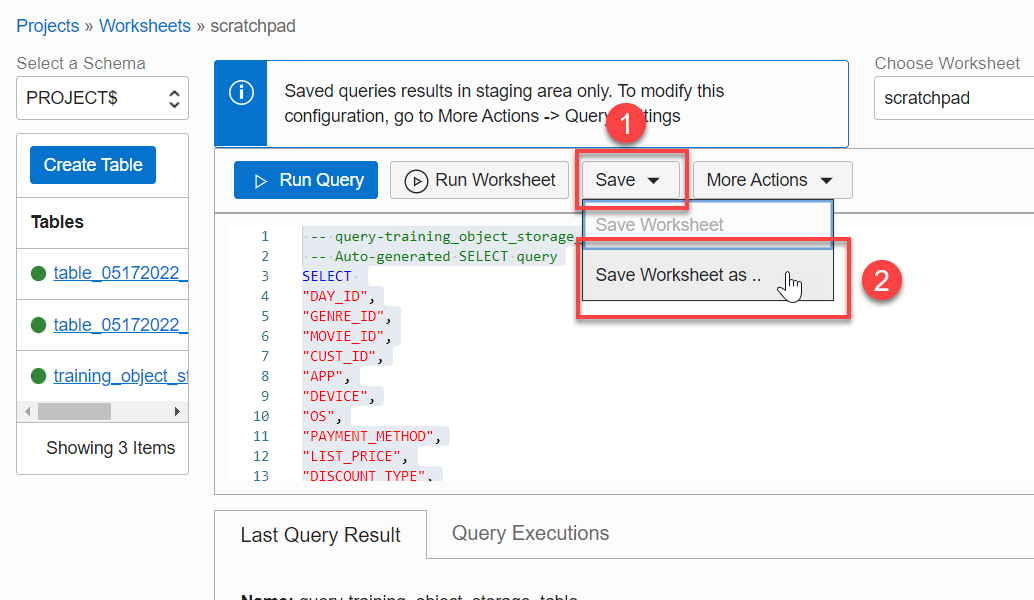 Projects » Worksheets » scratchpad
Select a Schema
PROJECT$
Create Table
Tables
table_05172022_
table_05172022_
training_object_st
Showing 3 Items
Saved queries results in staging area only. To modify this
configuration, go to More Actions -> Query
1
Choose Worksheet
scratchpad
Run Query
Run Worksheet
Save
More Actions
Save Worksheet
Save Worksheet as ..
2
1 -- query-training_object_storage_
2 -- Auto-generated SELECT query
3 SELECT
4 "DAY_ID",
5 "GENRE_ID",
6 "MOVIE_ID",
7 "CUST_ID",
8 "APP",
9 "DEVICE",
10 "OS",
11 "PAYMENT_METHOD",
12 "LIST_PRICE",
13 "DISCOUNT_TYPE",
Last Query Result
Query Executions
Name: query-training_object_storage_table